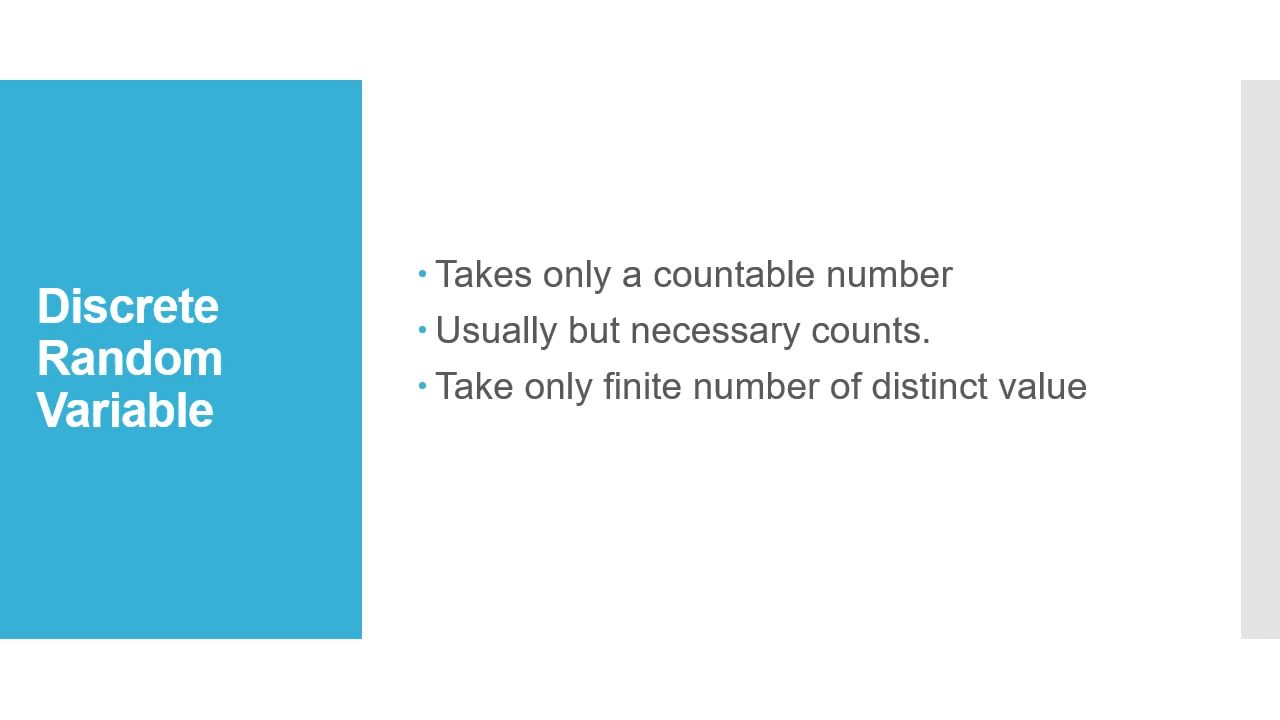 Discrete
Random
Variable
• Takes only a countable number
• Usually but necessary counts.
• Take only finite number of distinct value